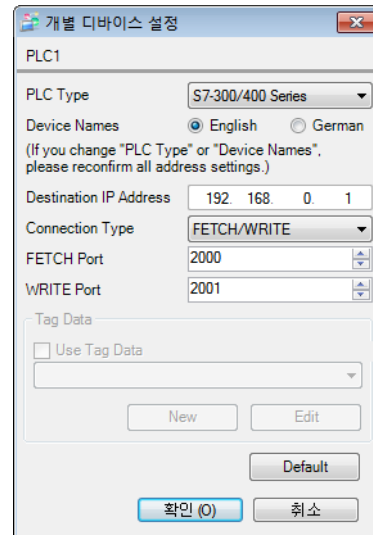 개별 디바이스 설정
PLC1
PLC Type S7-300/400 Series
Device Names English German
(If you change "PLC Type" or "Device Names",
please reconfirm all address settings.)
Destination IP Address 192. 168. 0. 1
Connection Type FETCH/WRITE
FETCH Port 2000
WRITE Port 2001
Tag Data
Use Tag Data
New Edit
Default
확인 (O) 취소